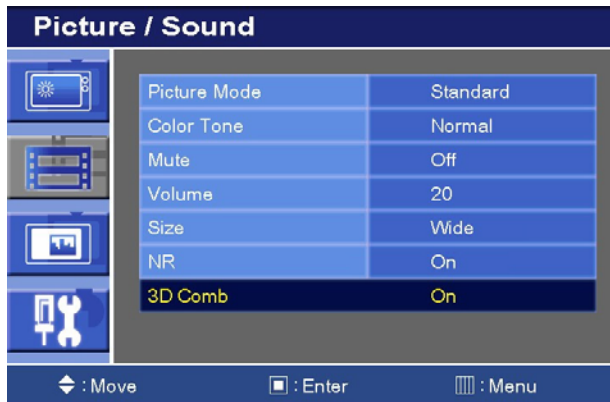 Picture / Sound
Picture Mode Standard
Color Tone Normal
Mute Off
Volume 20
Size Wide
NR On
3D Comb On
: Move : Enter : Menu